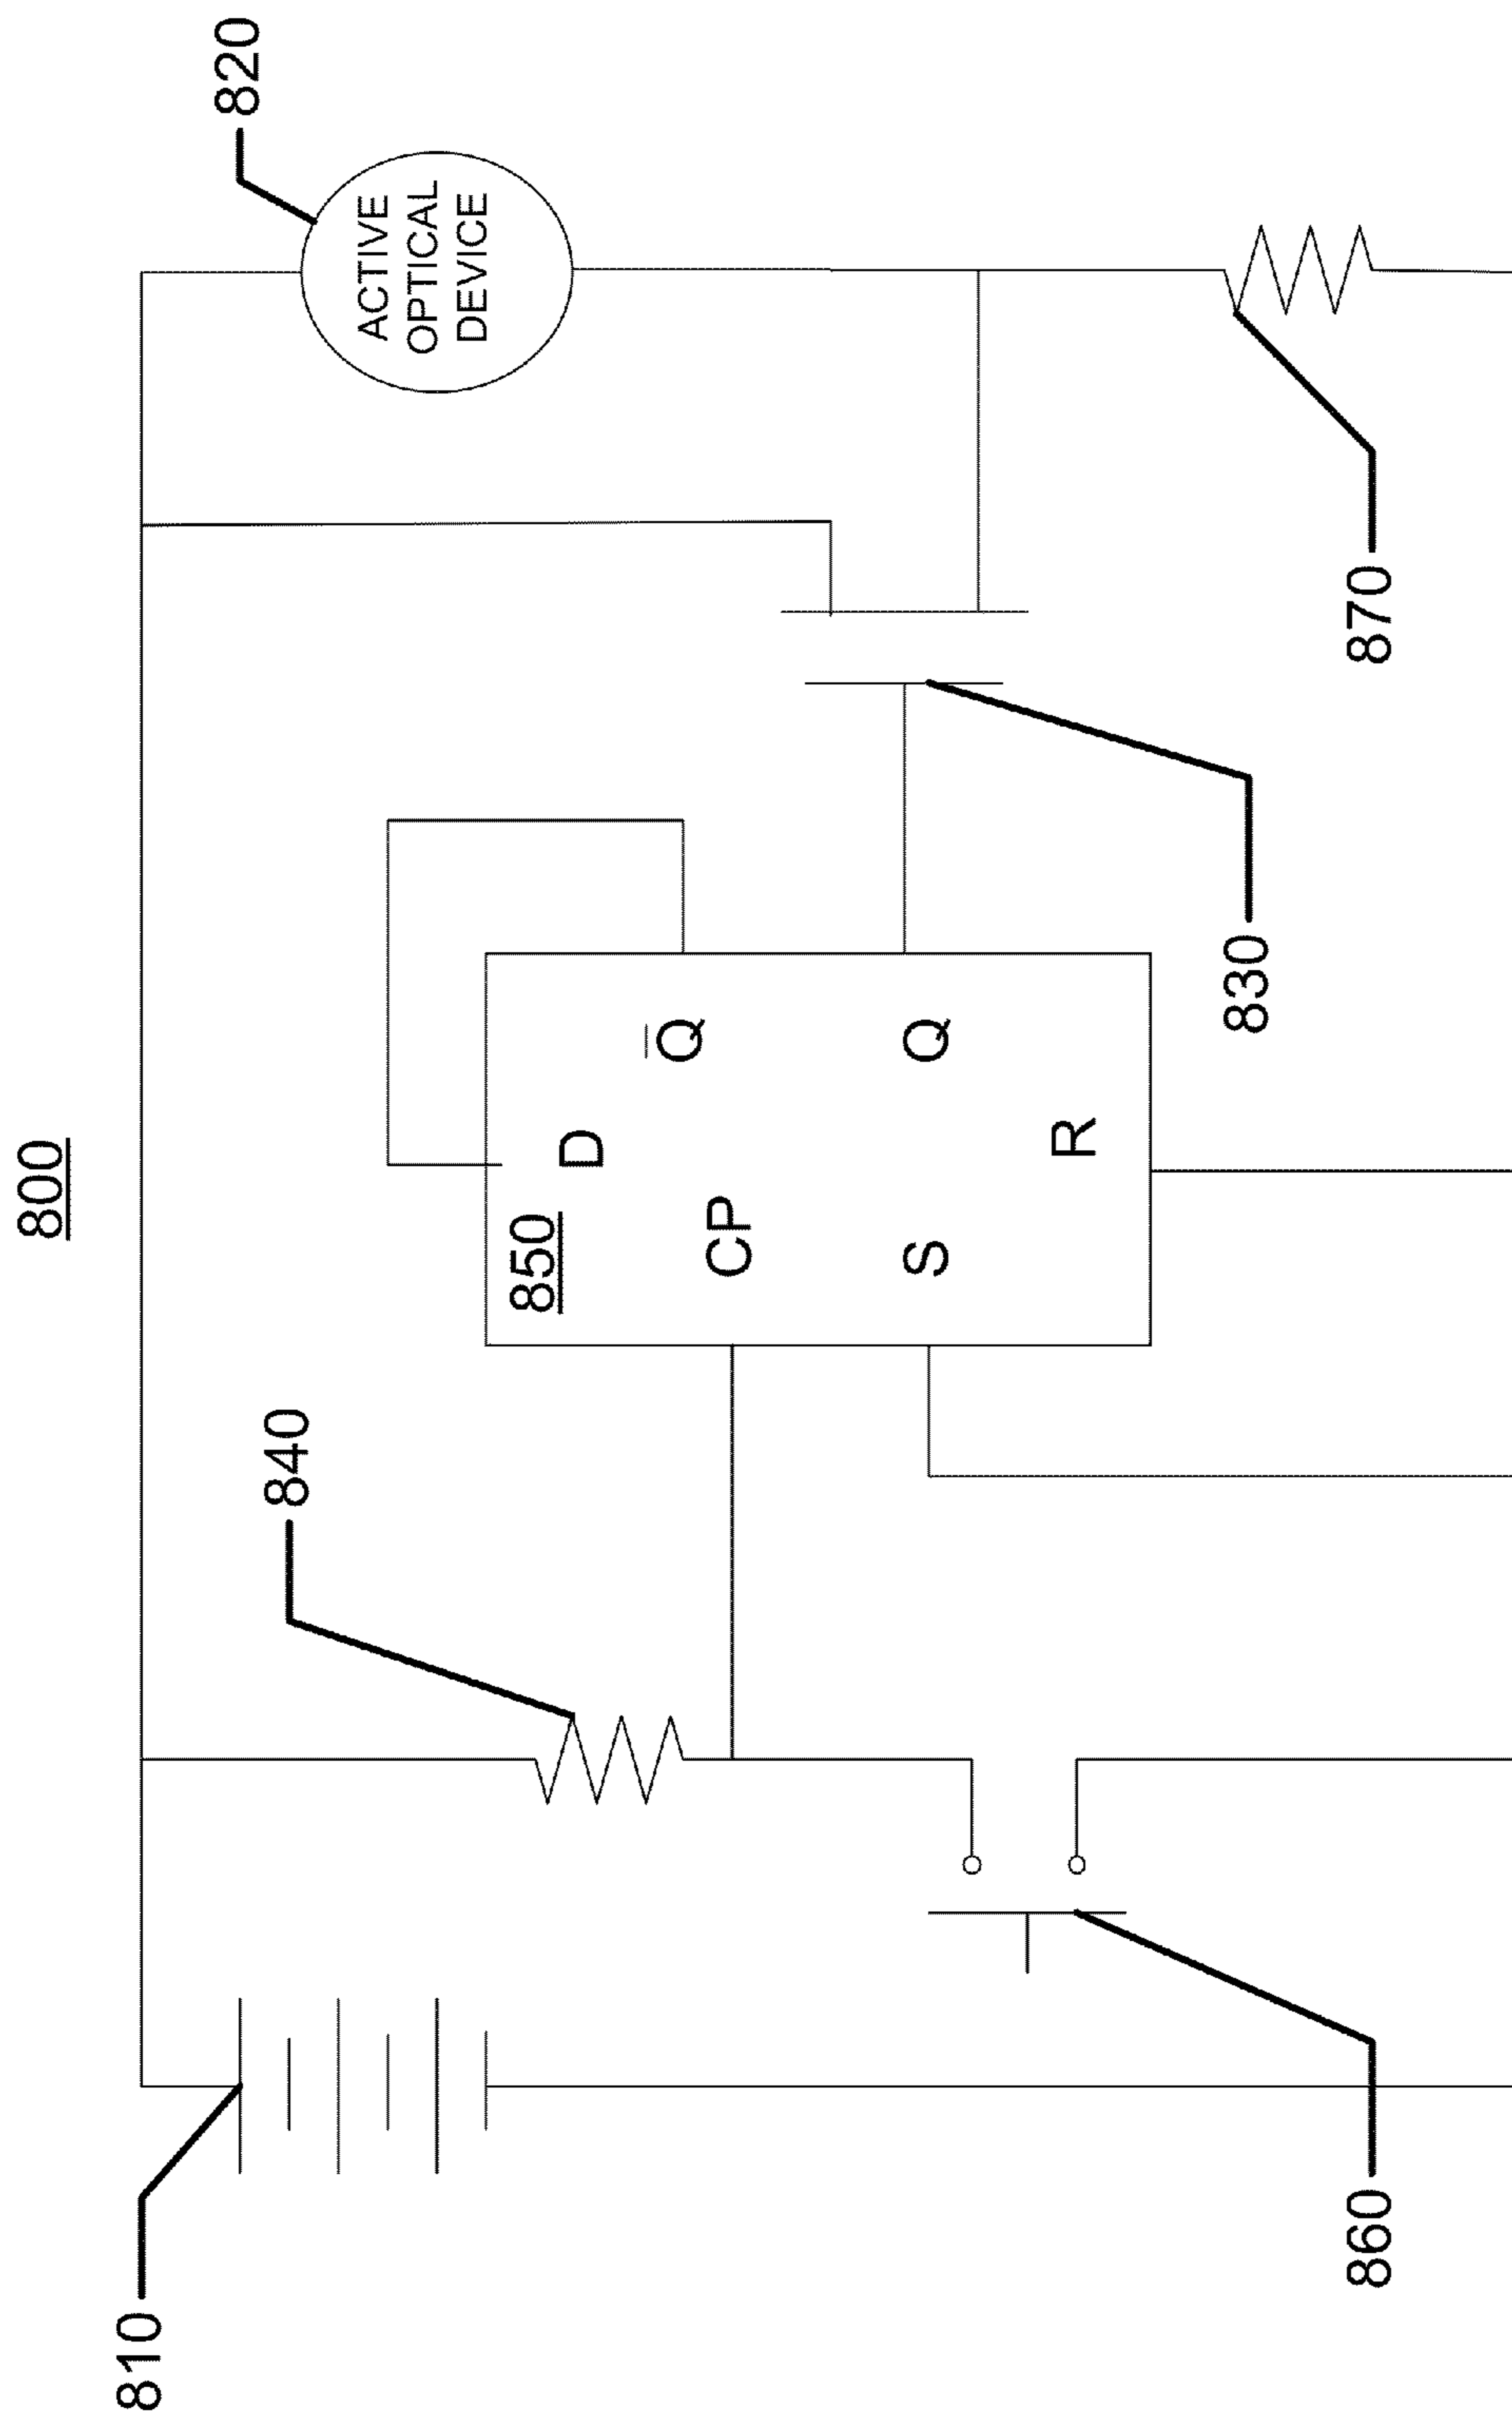 800
810
840
850
D
CP
Q̅
S
Q
R
830
ACTIVE
OPTICAL
DEVICE
820
860
870